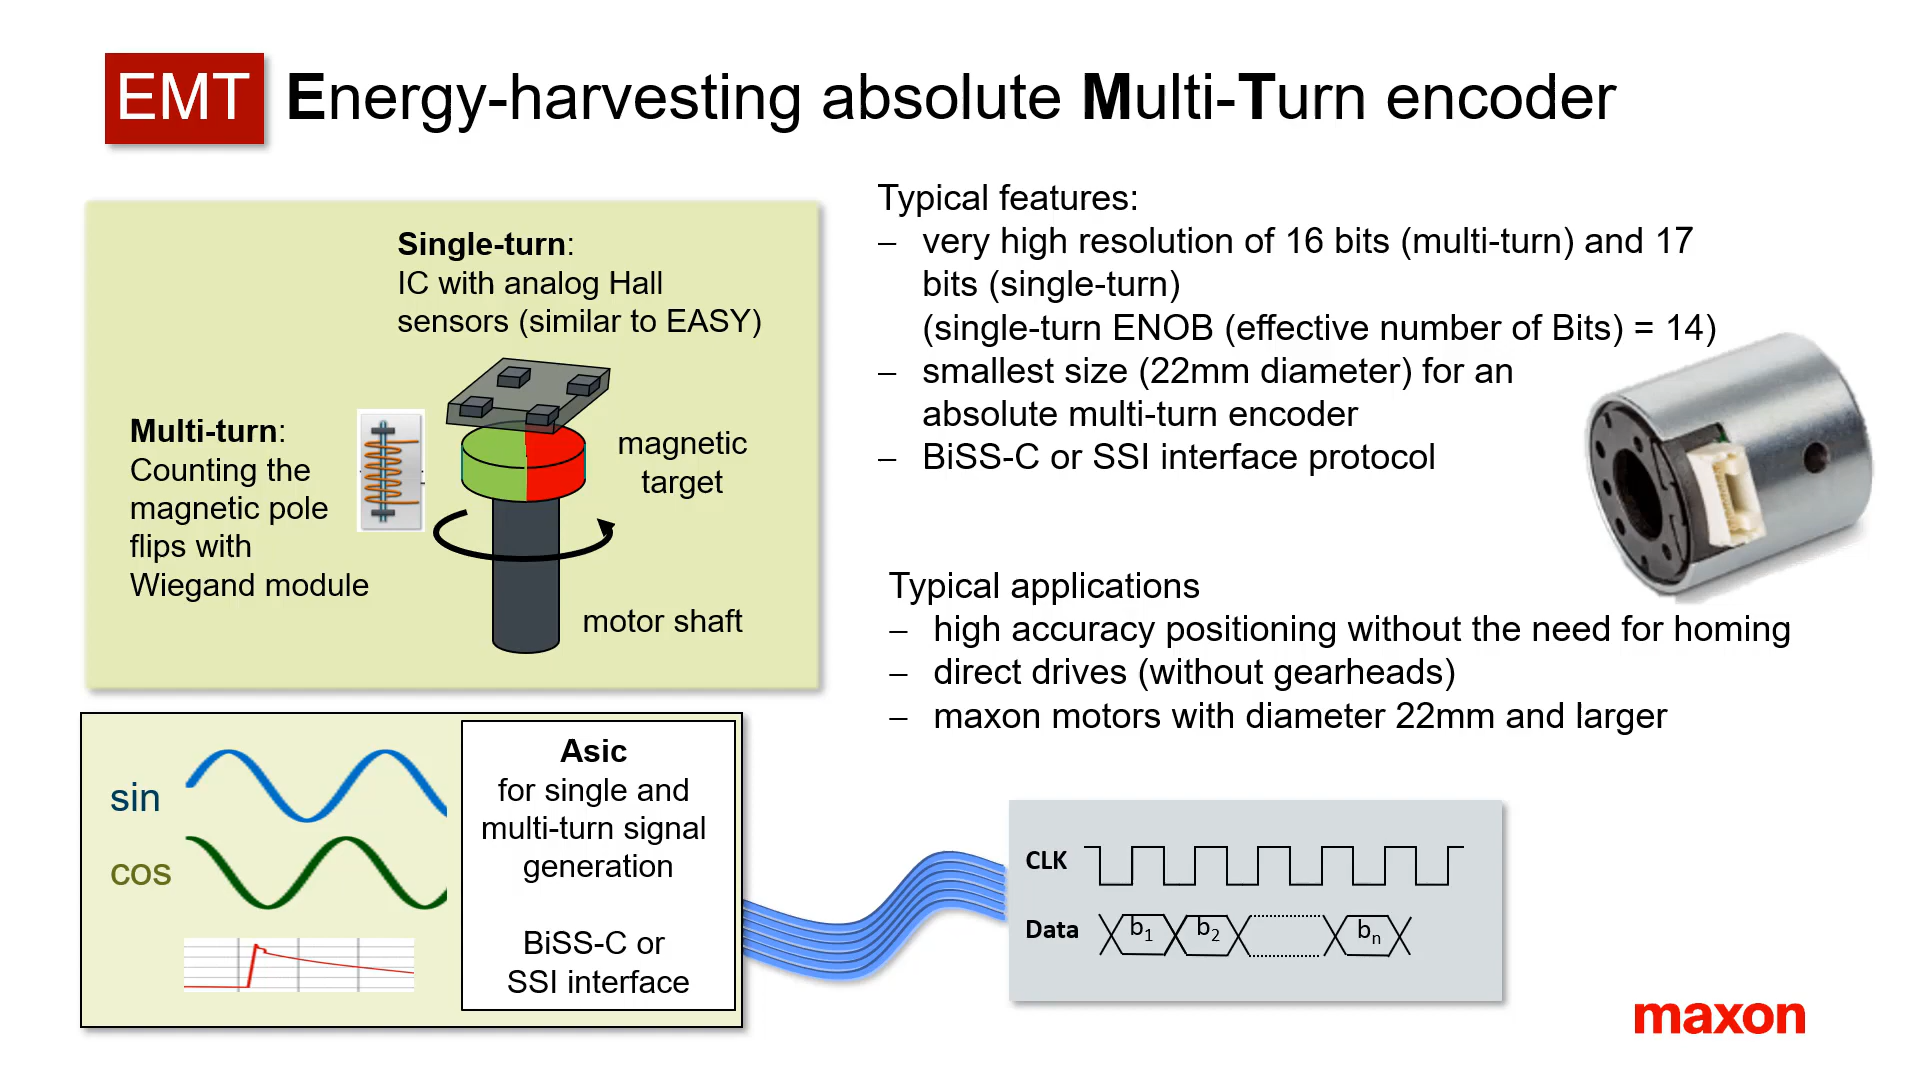 EMT Energy-harvesting absolute Multi-Turn encoder
Single-turn:
IC with analog Hall
sensors (similar to EASY)
Multi-turn:
Counting the
magnetic pole
flips with
Wiegand module
magnetic
target
motor shaft
Typical features:
– very high resolution of 16 bits (multi-turn) and 17
bits (single-turn)
(single-turn ENOB (effective number of Bits) = 14)
– smallest size (22mm diameter) for an
absolute multi-turn encoder
– BiSS-C or SSI interface protocol
Typical applications
– high accuracy positioning without the need for homing
– direct drives (without gearheads)
– maxon motors with diameter 22mm and larger
sin
cos
Asic
for single and
multi-turn signal
generation
BiSS-C or
SSI interface
CLK
Data b1 b2 bn
maxon